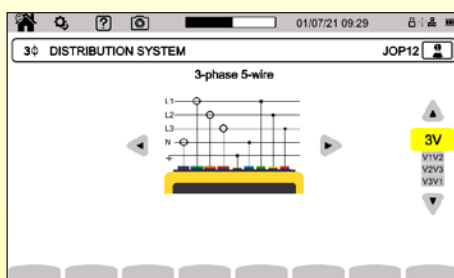 01/07/21 09:29
3ϕ DISTRIBUTION SYSTEM JOP12
3-phase 5-wire
L1
L2
L3
N
3V
V1V2
V2V3
V3V1